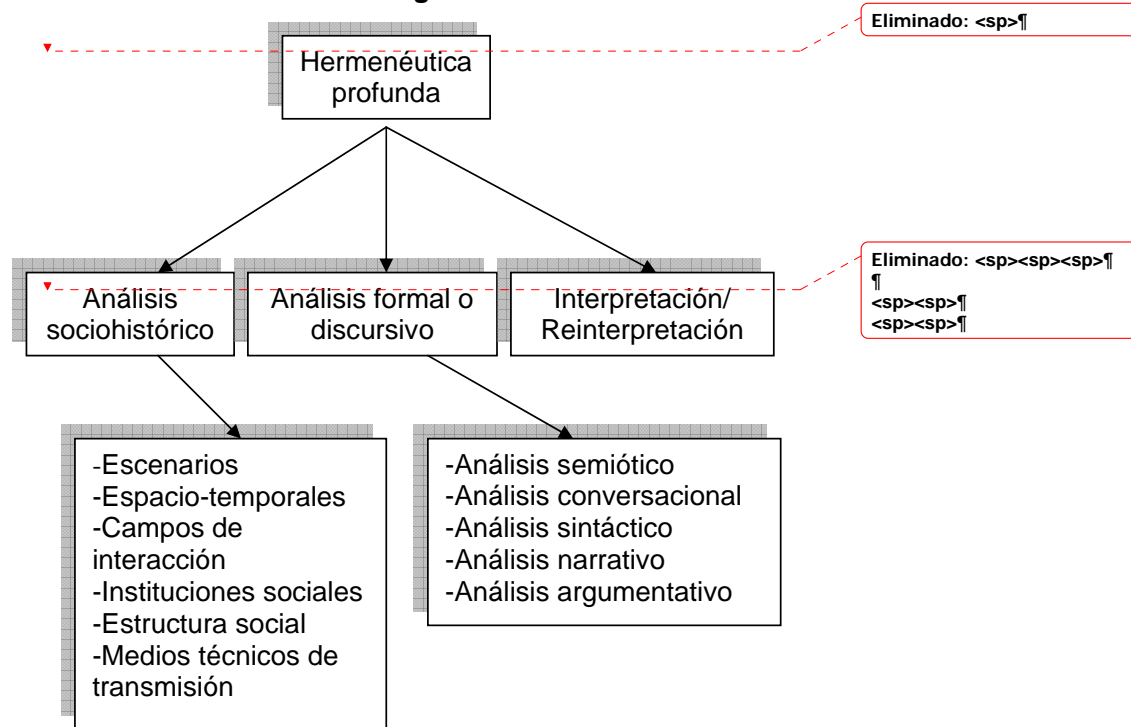 Eliminado: <sp>¶
Hermenéutica
profunda
Eliminado: <sp><sp><sp>¶
¶
<sp><sp>¶
<sp><sp>¶
Análisis
sociohistórico
Análisis formal o
discursivo
Interpretación/
Reinterpretación
-Escenarios
-Espacio-temporales
-Campos de
interacción
-Instituciones sociales
-Estructura social
-Medios técnicos de
transmisión
-Análisis semiótico
-Análisis conversacional
-Análisis sintáctico
-Análisis narrativo
-Análisis argumentativo